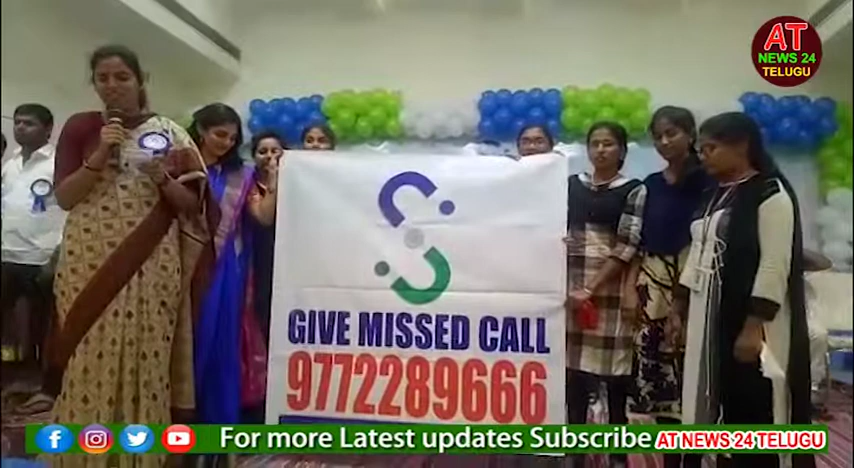 AT
NEWS 24
TELUGU
GIVE MISSED CALL
9772289666
For more Latest updates Subscribe AT NEWS 24 TELUGU